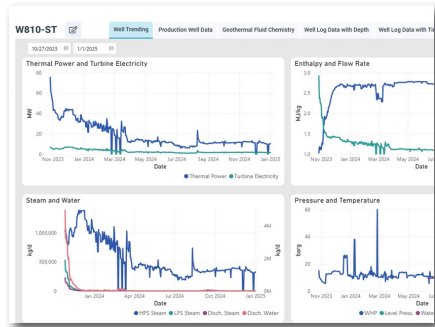 W810-ST
Well Trending
Production Well Data
Geothermal Fluid Chemistry
Well Log Data with Depth
Well Log Data with Ti
10/27/2023
1/1/2025
Thermal Power and Turbine Electricity
80
60
40
20
0
MW
Nov 2023 Jan 2024 Mar 2024 May 2024 Jul 2024 Sep 2024 Nov 2024 Jan 2025
Date
Thermal Power Turbine Electricity
Enthalpy and Flow Rate
3.0
2.5
2.0
1.5
1.0
MJ/kg
Nov 2023 Jan 2024 Mar 2024 May 2024 Jul
Date
Steam and Water
1,000,000
500,000
0
kg/d
4M
2M
0M
kg/d
Jan 2024 Apr 2024 Jul 2024 Oct 2024 Jan 2025
Date
HPS Steam LPS Steam Disch. Steam Disch. Water
Pressure and Temperature
60
40
20
0
barg
Nov 2023 Jan 2024 Mar 2024 May 2024 Jul
Date
WHP Level Press. Wate